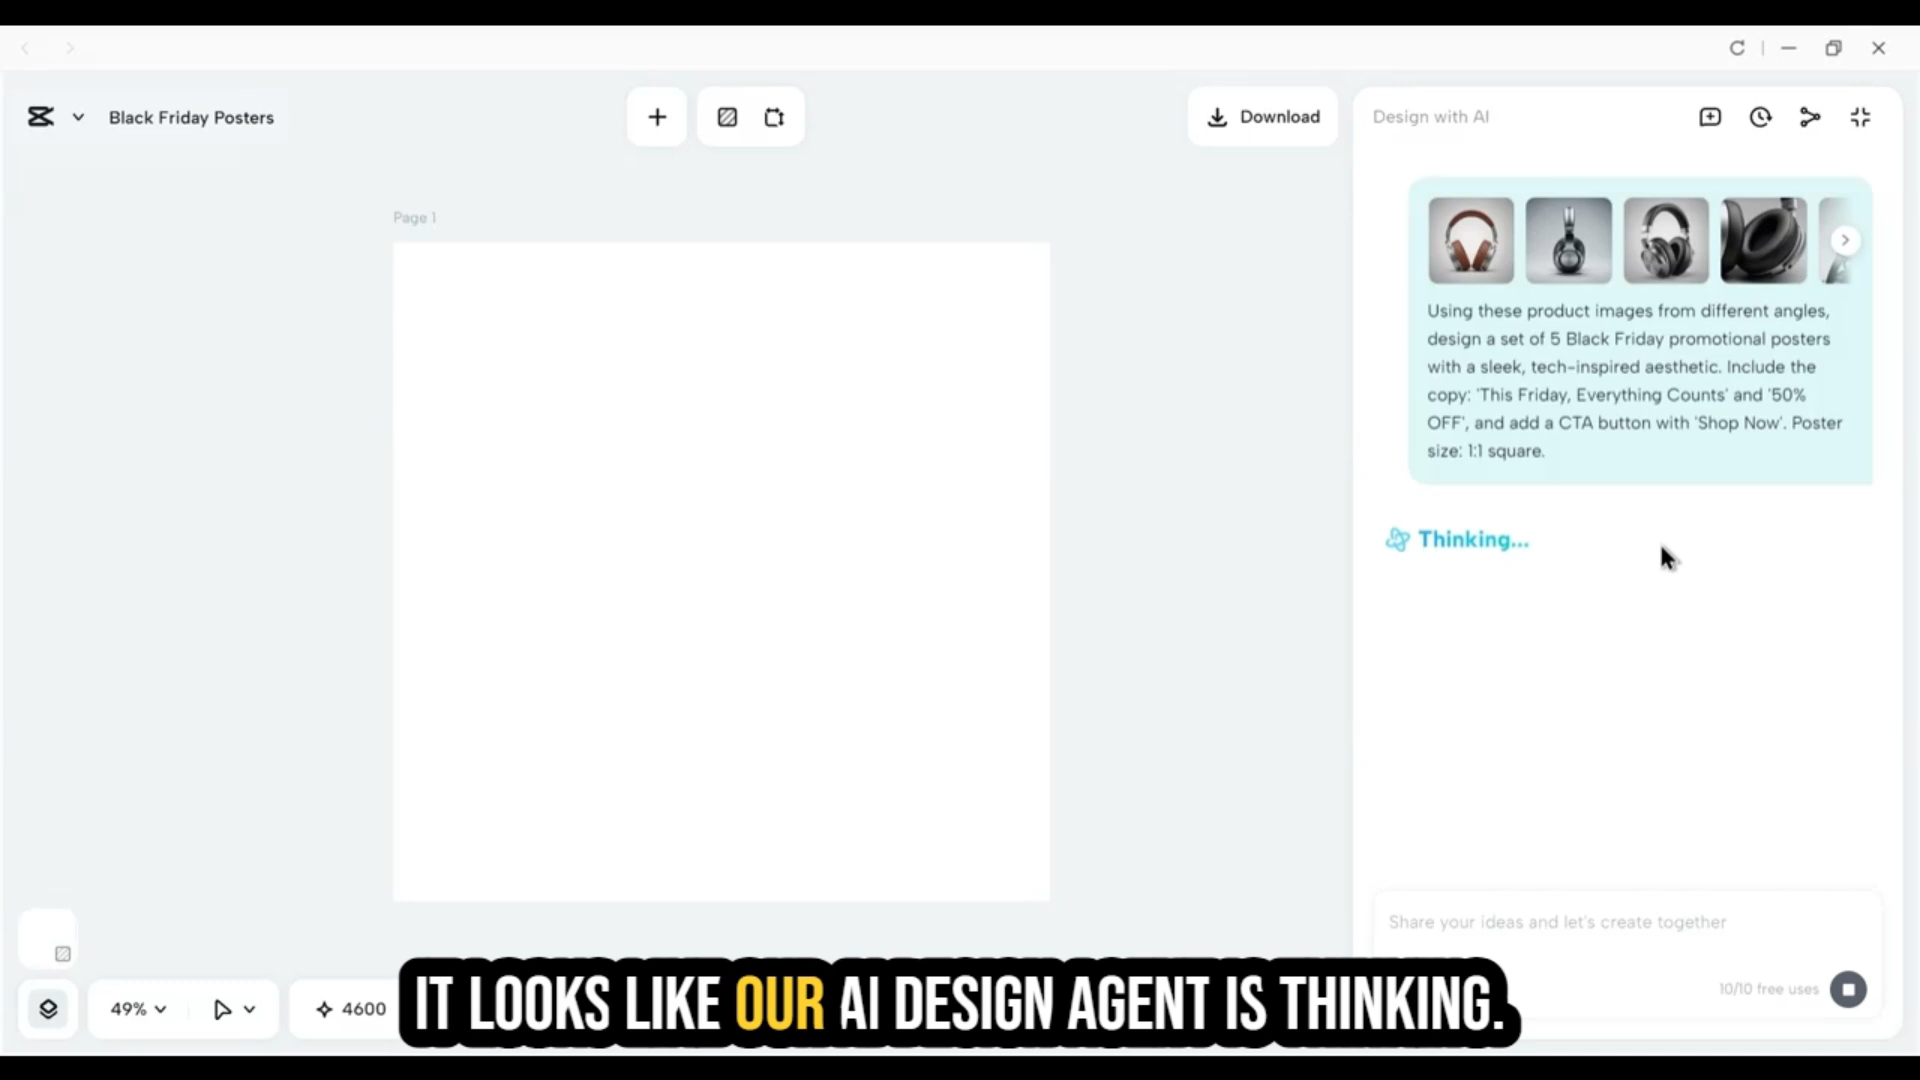 Black Friday Posters
Download
Design with AI
Page 1
Using these product images from different angles,
design a set of 5 Black Friday promotional posters
with a sleek, tech-inspired aesthetic. Include the
copy: 'This Friday, Everything Counts' and '50%
OFF', and add a CTA button with 'Shop Now'. Poster
size: 1:1 square.
Thinking...
Share your ideas and let's create together
10/10 free uses
49%
4600
IT LOOKS LIKE OUR AI DESIGN AGENT IS THINKING.